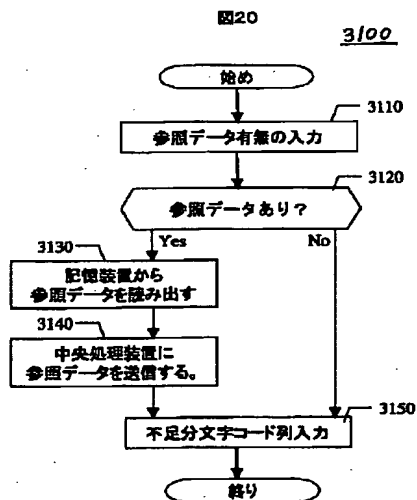 図20
3100
始め
3110
参照データ有無の入力
3120
参照データあり？
Yes
No
3130
記憶装置から
参照データを読み出す
3140
中央処理装置に
参照データを送信する。
3150
不足分文字コード列入力
終り